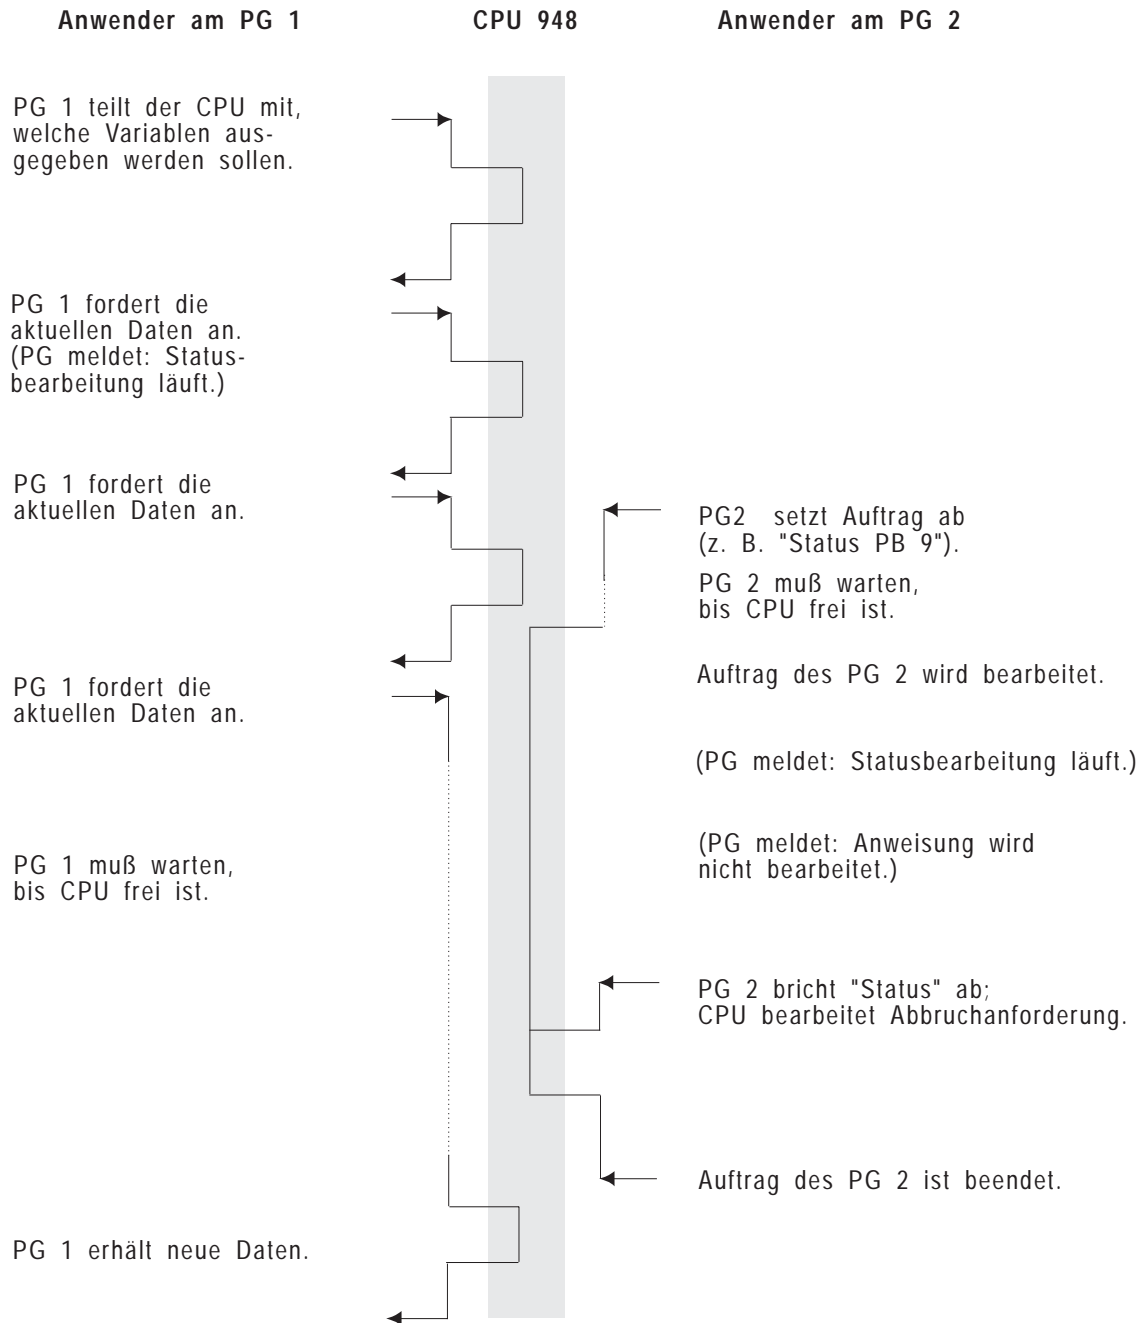 Anwender am PG 1
CPU 948
Anwender am PG 2
PG 1 teilt der CPU mit,
welche Variablen aus-
gegeben werden sollen.
PG 1 fordert die
aktuellen Daten an.
(PG meldet: Status-
bearbeitung läuft.)
PG 1 fordert die
aktuellen Daten an.
PG2 setzt Auftrag ab
(z. B. "Status PB 9").
PG 2 muß warten,
bis CPU frei ist.
Auftrag des PG 2 wird bearbeitet.
PG 1 fordert die
aktuellen Daten an.
(PG meldet: Statusbearbeitung läuft.)
(PG meldet: Anweisung wird
nicht bearbeitet.)
PG 1 muß warten,
bis CPU frei ist.
PG 2 bricht "Status" ab;
CPU bearbeitet Abbruchanforderung.
Auftrag des PG 2 ist beendet.
PG 1 erhält neue Daten.